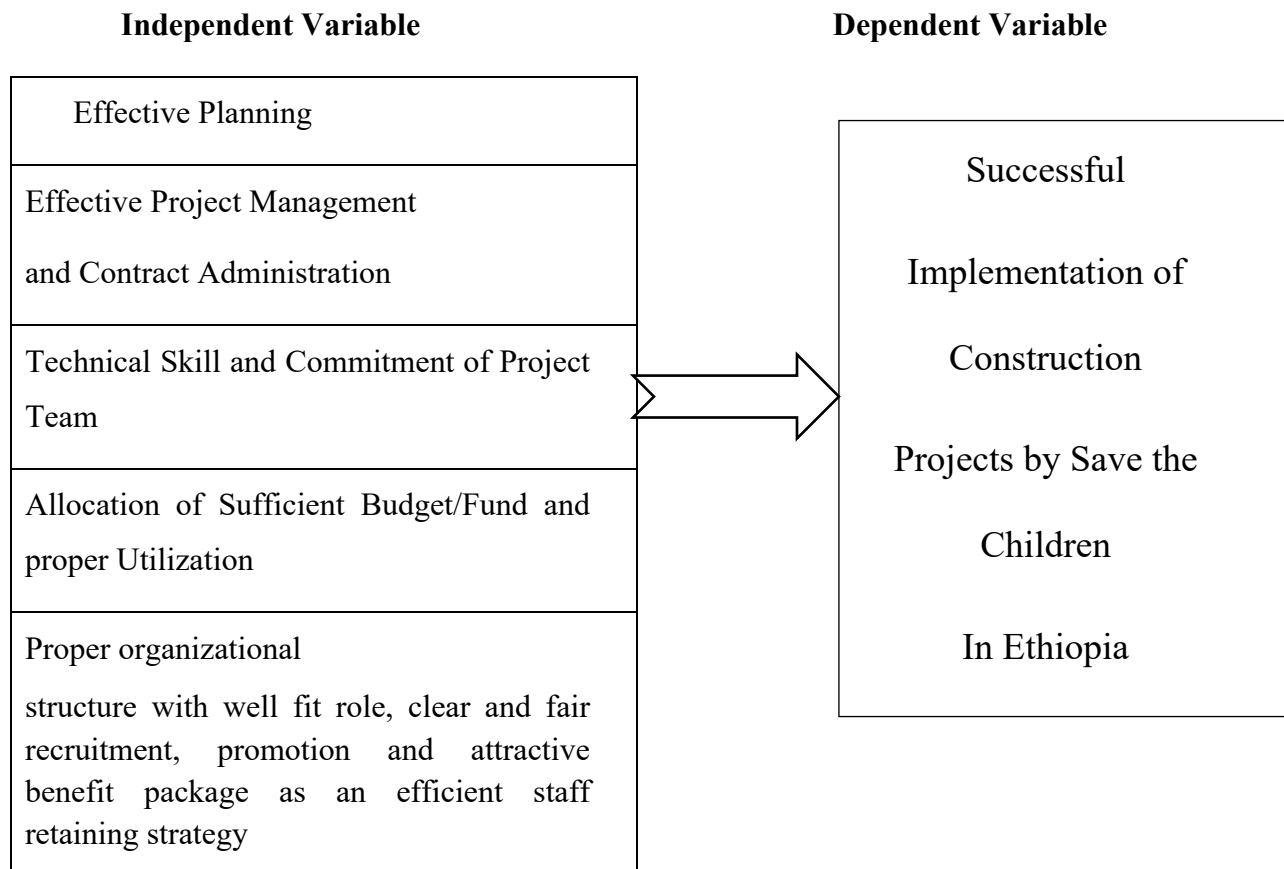 Independent Variable
Dependent Variable
Effective Planning
Effective Project Management
and Contract Administration
Technical Skill and Commitment of Project
Team
Allocation of Sufficient Budget/Fund and
proper Utilization
Proper organizational
structure with well fit role, clear and fair
recruitment, promotion and attractive
benefit package as an efficient staff
retaining strategy
Successful
Implementation of
Construction
Projects by Save the
Children
In Ethiopia